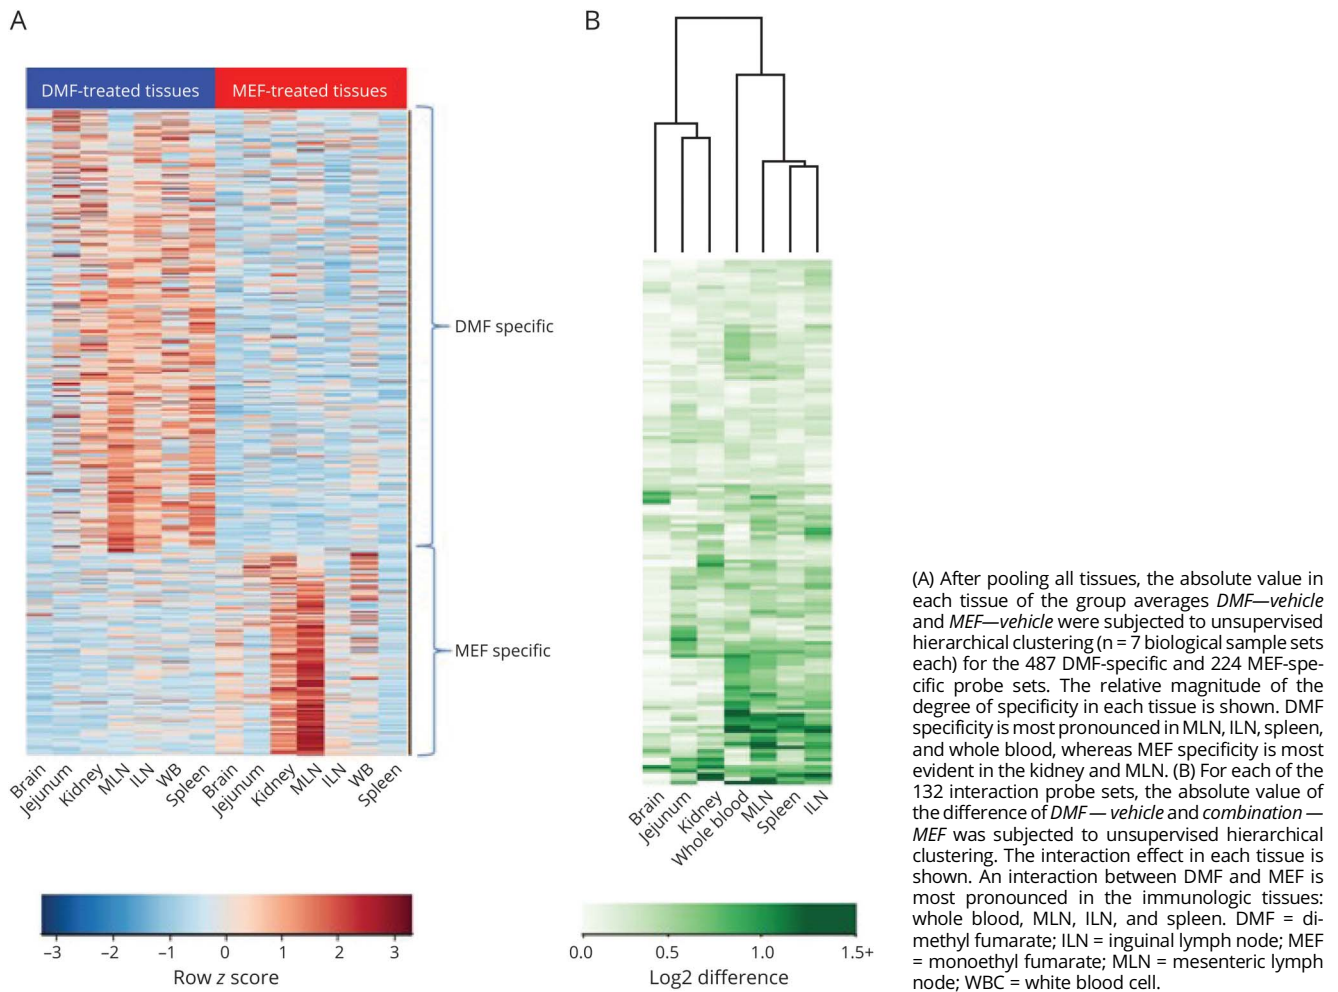 A
B
DMF-treated tissues MEF-treated tissues
DMF specific
MEF specific
Brain Jejunum Kidney MLN ILN WB Spleen Brain Jejunum Kidney MLN ILN WB Spleen
Brain Jejunum Kidney Whole blood MLN Spleen ILN
–3 –2 –1 0 1 2 3
Row z score
0.0 0.5 1.0 1.5+
Log2 difference
(A) After pooling all tissues, the absolute value in
each tissue of the group averages DMF—vehicle
and MEF—vehicle were subjected to unsupervised
hierarchical clustering (n = 7 biological sample sets
each) for the 487 DMF-specific and 224 MEF-spe-
cific probe sets. The relative magnitude of the
degree of specificity in each tissue is shown. DMF
specificity is most pronounced in MLN, ILN, spleen,
and whole blood, whereas MEF specificity is most
evident in the kidney and MLN. (B) For each of the
132 interaction probe sets, the absolute value of
the difference of DMF — vehicle and combination —
MEF was subjected to unsupervised hierarchical
clustering. The interaction effect in each tissue is
shown. An interaction between DMF and MEF is
most pronounced in the immunologic tissues:
whole blood, MLN, ILN, and spleen. DMF = di-
methyl fumarate; ILN = inguinal lymph node; MEF
= monoethyl fumarate; MLN = mesenteric lymph
node; WBC = white blood cell.